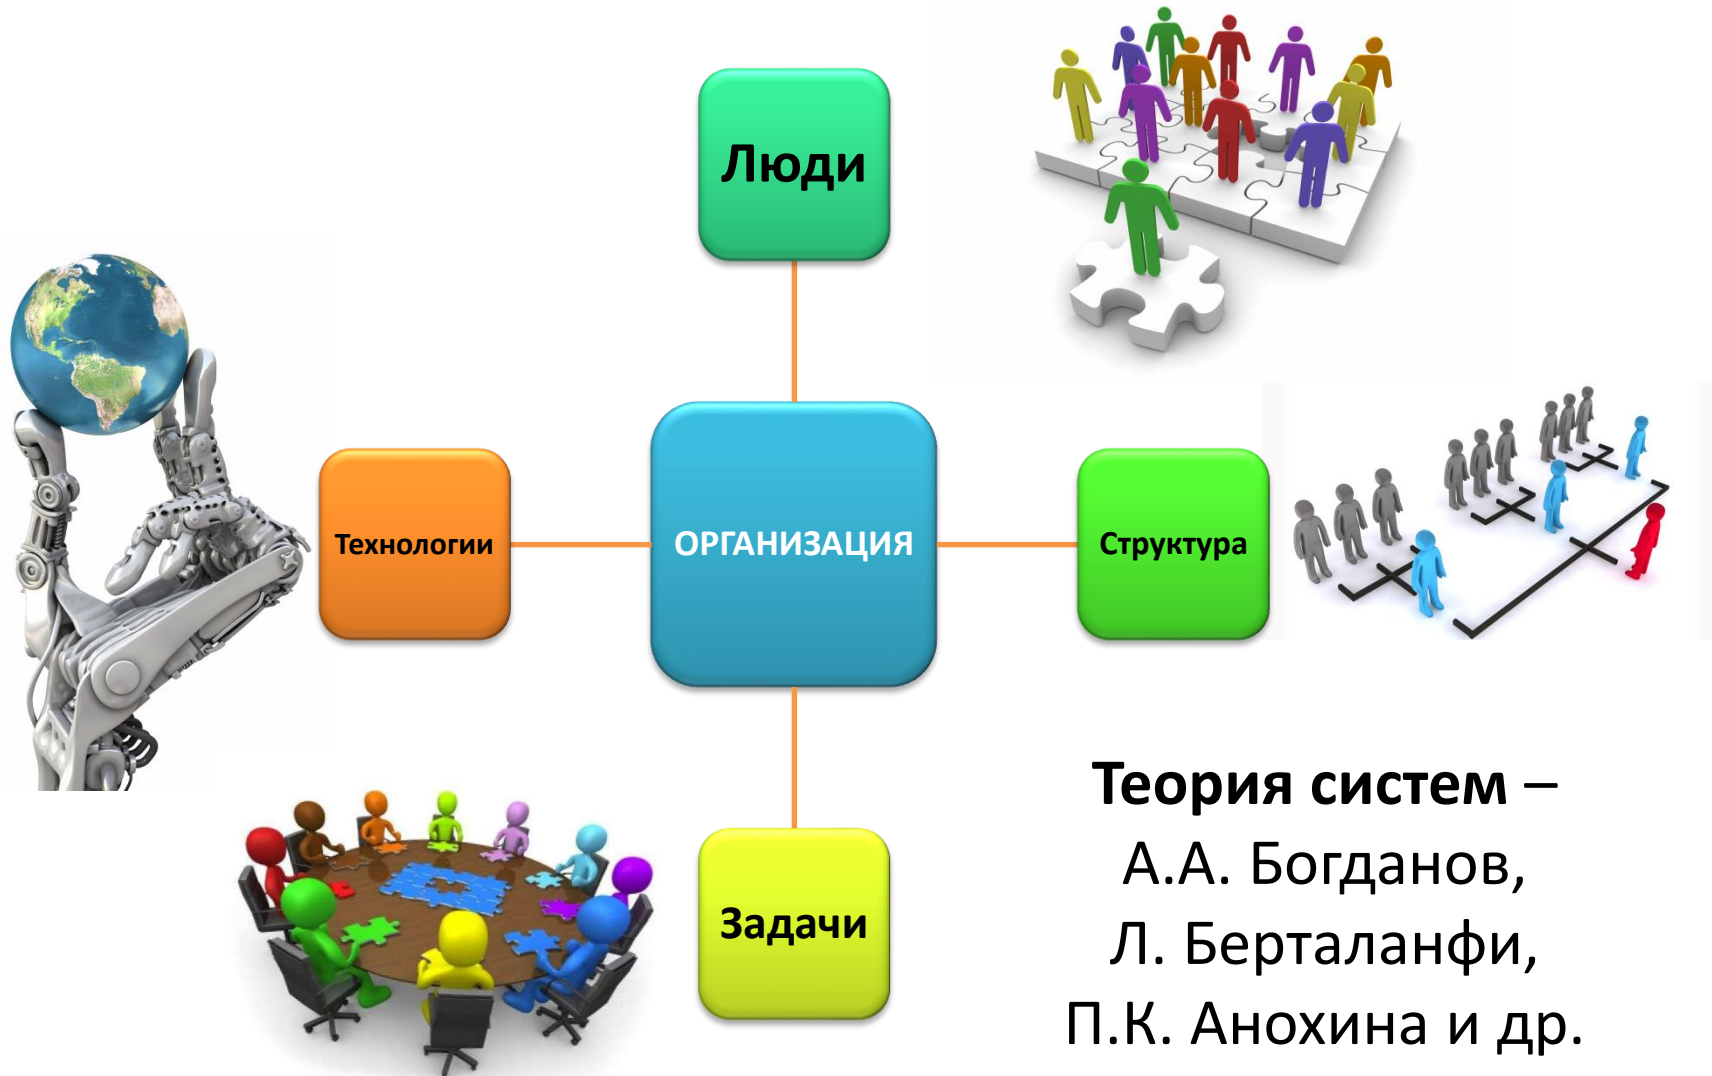 Люди
Технологии
ОРГАНИЗАЦИЯ
Структура
Задачи
Теория систем –
А.А. Богданов,
Л. Берталанфи,
П.К. Анохина и др.